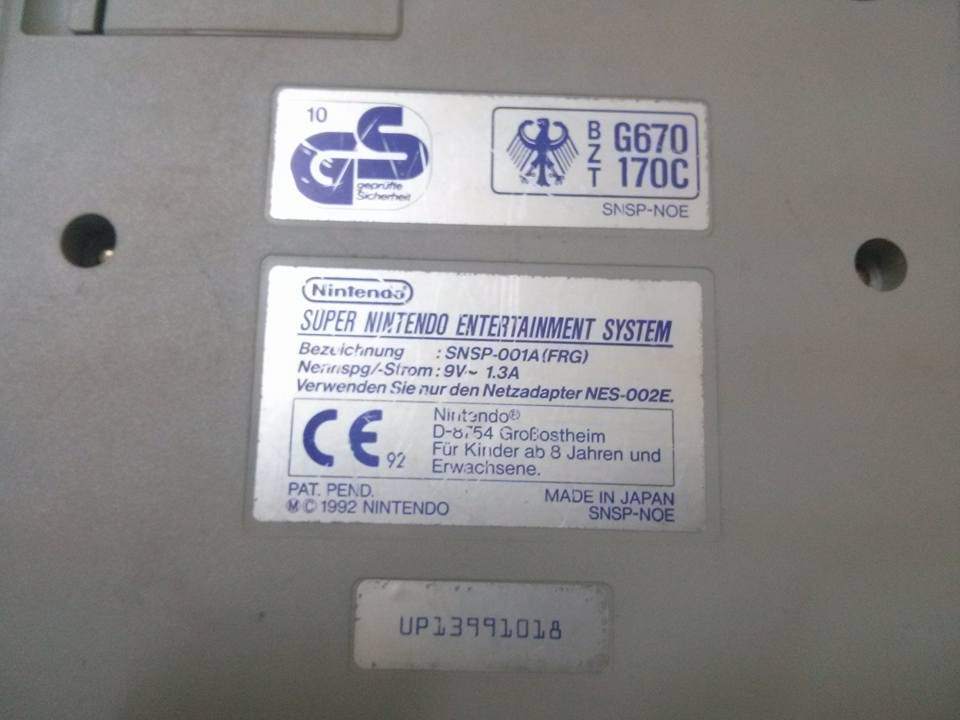 10
GS
geprüfte
Sicherheit
BZT
G670
170C
SNSP-NOE
Nintendo®
SUPER NINTENDO ENTERTAINMENT SYSTEM
Bezeichnung : SNSP-001A(FRG)
Nennspg/-Strom : 9V~ 1.3A
Verwenden Sie nur den Netzadapter NES-002E.
CE 92
Nintendo®
D-8754 Großostheim
Für Kinder ab 8 Jahren und
Erwachsene.
PAT. PEND.
Ⓜ © 1992 NINTENDO
MADE IN JAPAN
SNSP-NOE
UP13991018